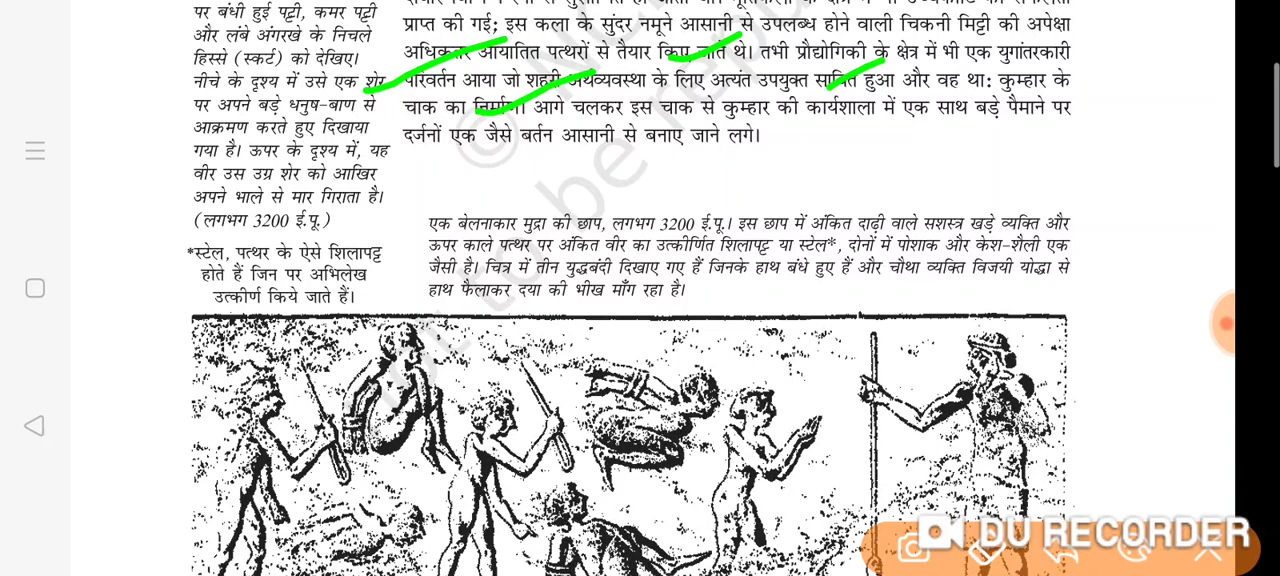 पर बंधी हुई पट्टी, कमर पट्टी
और लंबे अंगरखे के निचले
हिस्से (स्कर्ट) को देखिए।
नीचे के दृश्य में उसे एक शेर
पर अपने बड़े धनुष-बाण से
आक्रमण करते हुए दिखाया
गया है। ऊपर के दृश्य में, यह
वीर उस उग्र शेर को आखिर
अपने भाले से मार गिराता है।
(लगभग 3200 ई.पू.)
*स्टेल, पत्थर के ऐसे शिलापट्ट
होते हैं जिन पर अभिलेख
उत्कीर्ण किये जाते हैं।
प्राप्त की गई; इस कला के सुंदर नमूने आसानी से उपलब्ध होने वाली चिकनी मिट्टी की अपेक्षा
अधिकतर आयातित पत्थरों से तैयार किए जाते थे। तभी प्रौद्योगिकी के क्षेत्र में भी एक युगांतरकारी
परिवर्तन आया जो शहरी अर्थव्यवस्था के लिए अत्यंत उपयुक्त साबित हुआ और वह था: कुम्हार के
चाक का निर्माण। आगे चलकर इस चाक से कुम्हार की कार्यशाला में एक साथ बड़े पैमाने पर
दर्जनों एक जैसे बर्तन आसानी से बनाए जाने लगे।
एक बेलनाकार मुद्रा की छाप, लगभग 3200 ई.पू.। इस छाप में अंकित दाढ़ी वाले सशस्त्र खड़े व्यक्ति और
ऊपर काले पत्थर पर अंकित वीर का उत्कीर्णित शिलापट्ट या स्टेल*, दोनों में पोशाक और केश-शैली एक
जैसी है। चित्र में तीन युद्धबंदी दिखाए गए हैं जिनके हाथ बंधे हुए हैं और चौथा व्यक्ति विजयी योद्धा से
हाथ फैलाकर दया की भीख माँग रहा है।
DU RECORDER